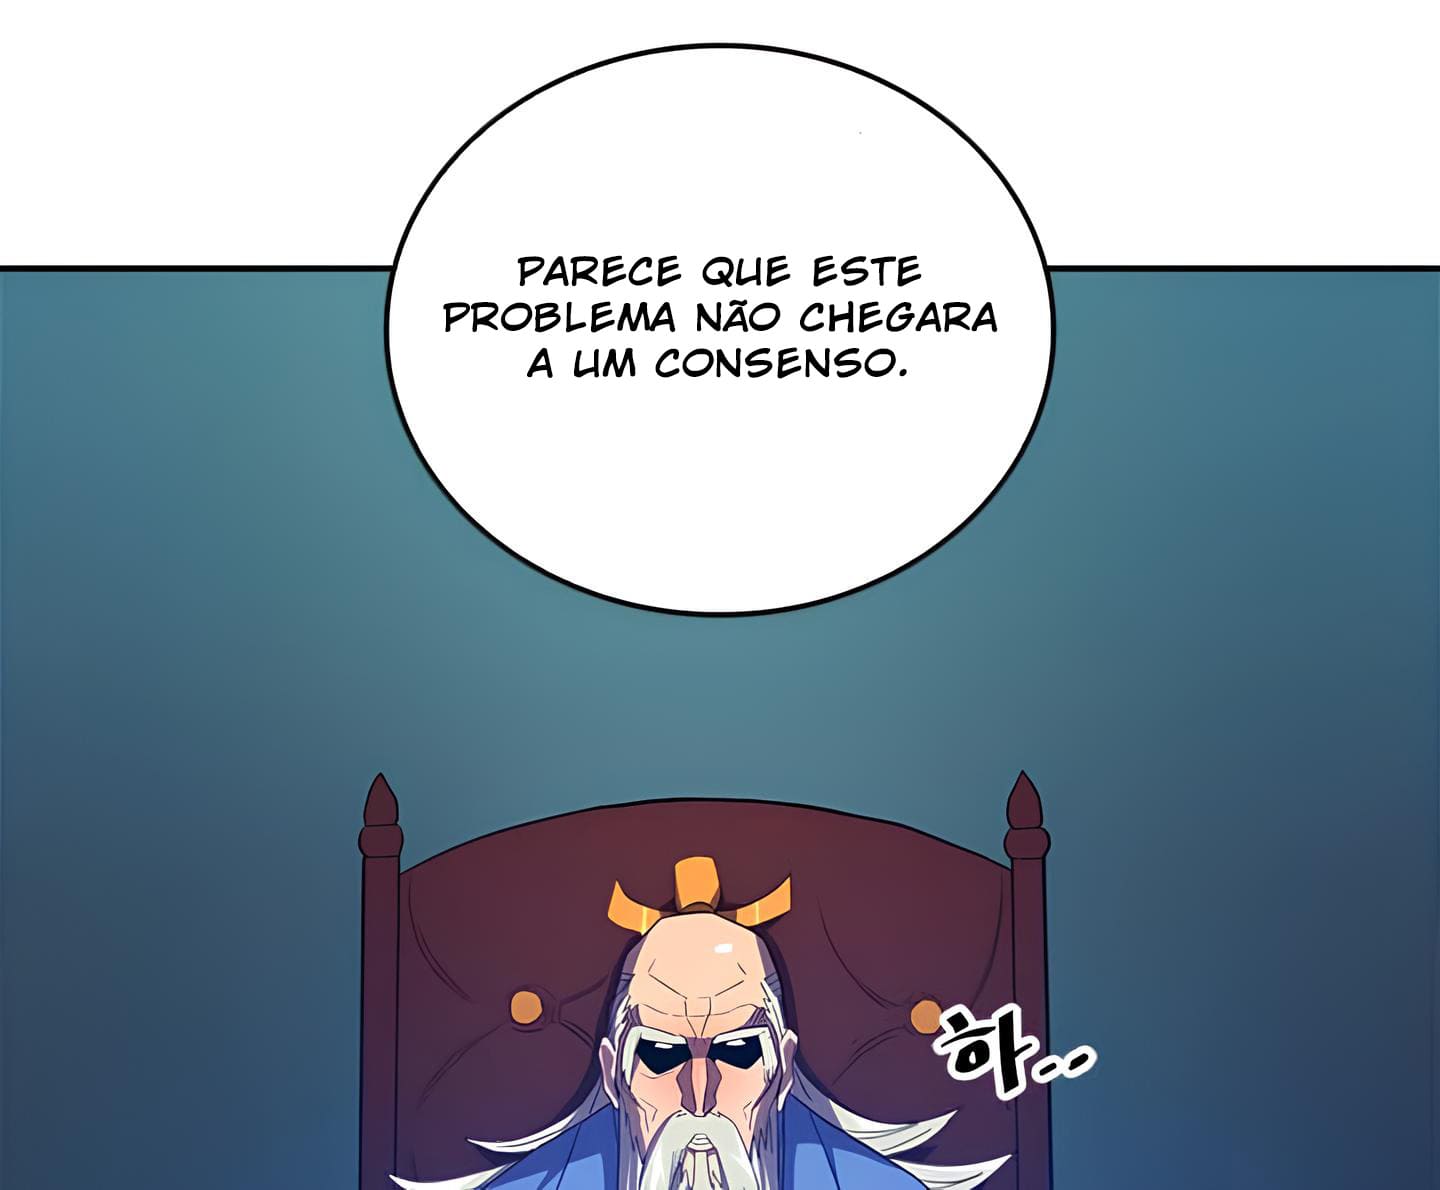 PARECE QUE ESTE
PROBLEMA NÃO CHEGARA
A UM CONSENSO.
하..